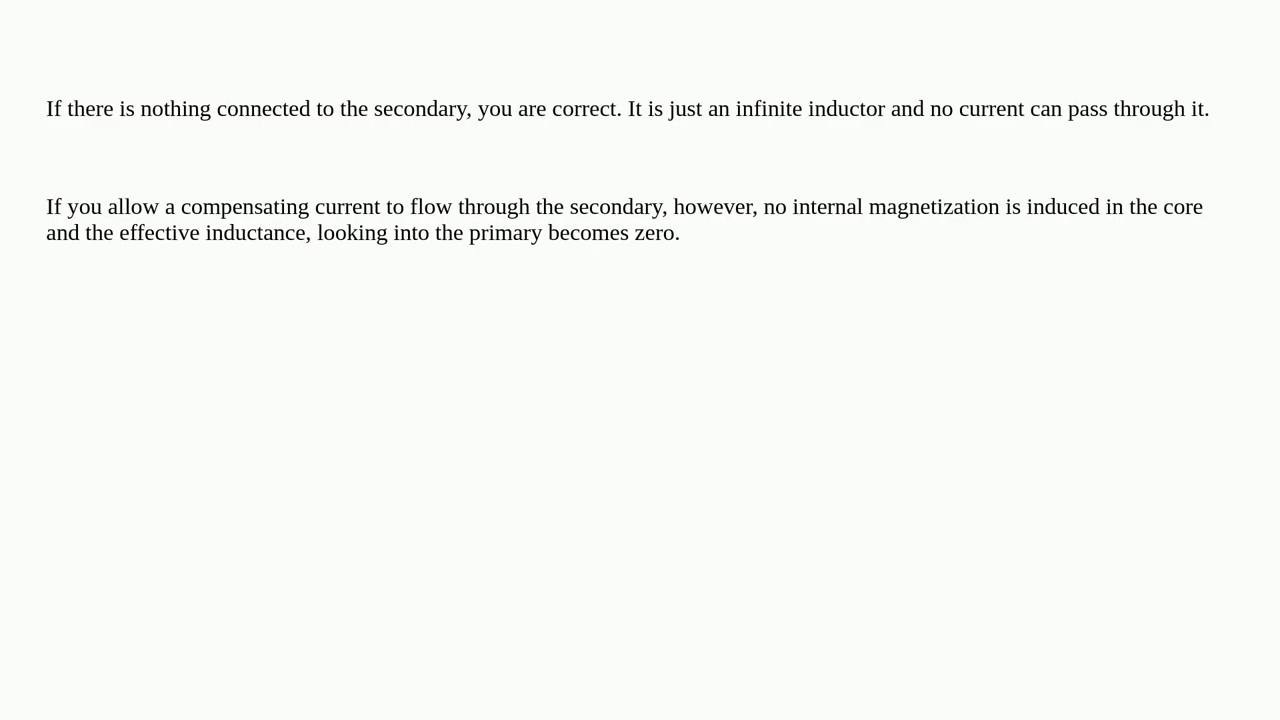 If there is nothing connected to the secondary, you are correct. It is just an infinite inductor and no current can pass through it.
If you allow a compensating current to flow through the secondary, however, no internal magnetization is induced in the core
and the effective inductance, looking into the primary becomes zero.